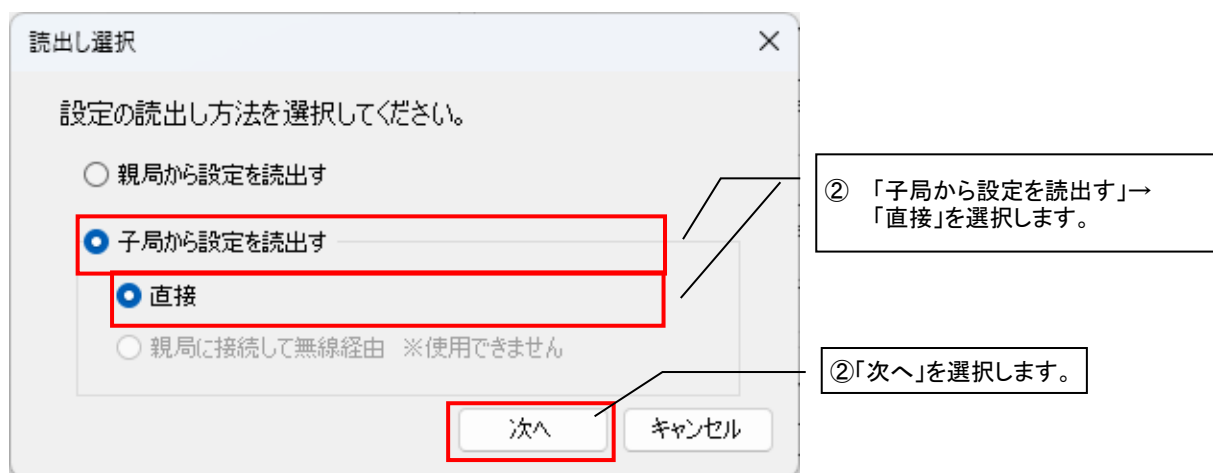 読出し選択
設定の読出し方法を選択してください。
親局から設定を読出す
子局から設定を読出す
直接
親局に接続して無線経由 ※使用できません
次へ
キャンセル
② 「子局から設定を読出す」→
「直接」を選択します。
②「次へ」を選択します。